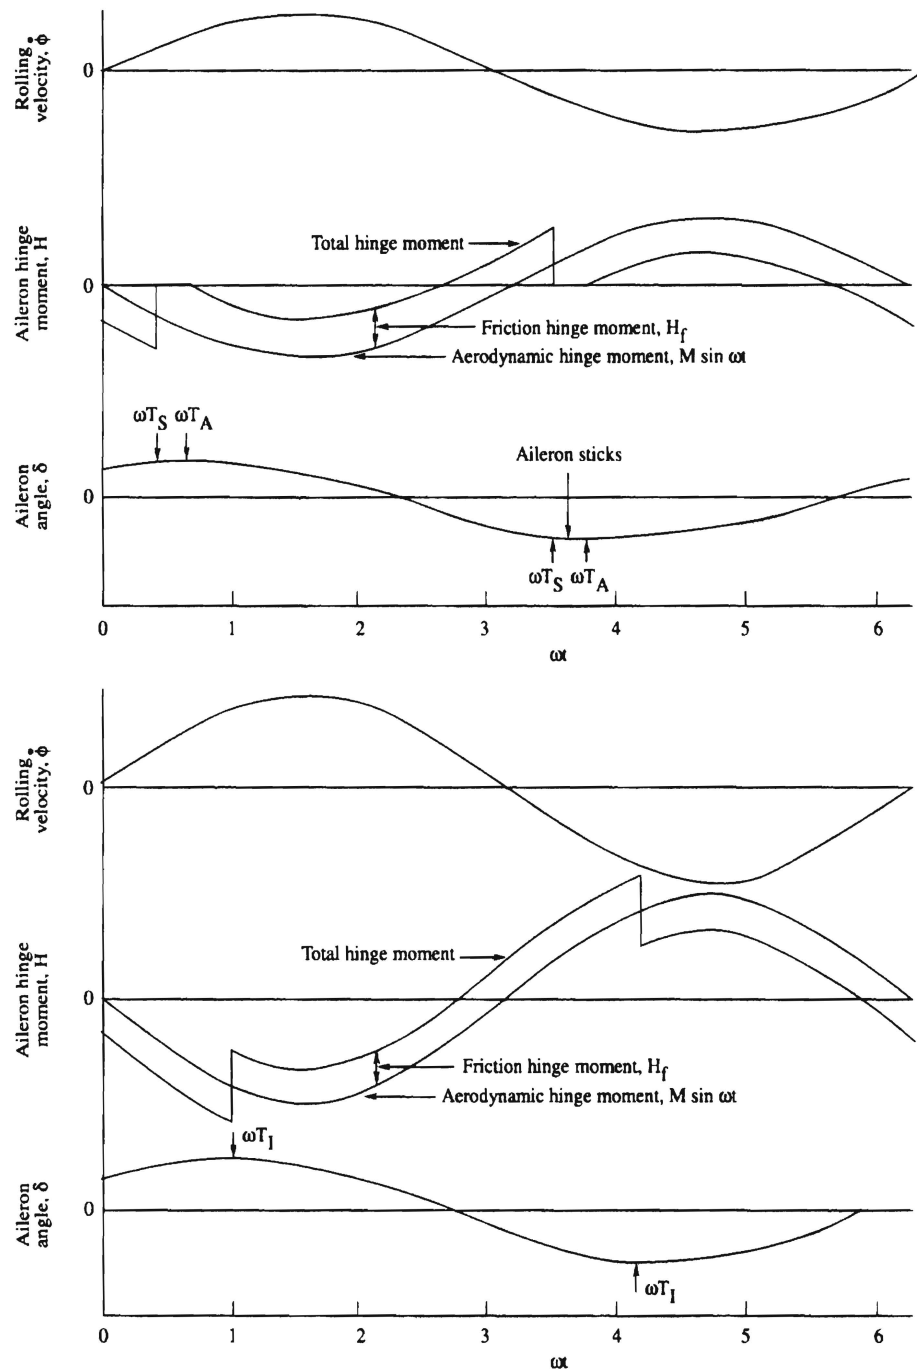 Rolling
velocity, ϕ̇
0
Aileron hinge
moment, H
0
Total hinge moment
Friction hinge moment, H_f
Aerodynamic hinge moment, M sin ωt
ωT_S ωT_A
Aileron
angle, δ
0
Aileron sticks
ωT_S ωT_A
0 1 2 3 4 5 6
ωt
Rolling
velocity, ϕ̇
0
Aileron hinge
moment, H
0
Total hinge moment
Friction hinge moment, H_f
Aerodynamic hinge moment, M sin ωt
ωT_I
Aileron
angle, δ
0
ωT_I
0 1 2 3 4 5 6
ωt